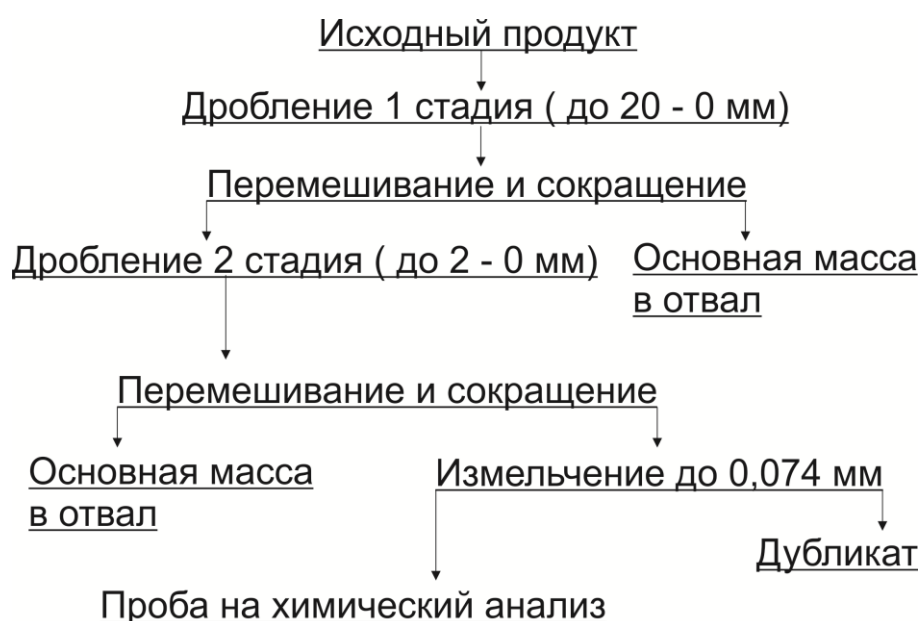 Исходный продукт
Дробление 1 стадия ( до 20 - 0 мм)
Перемешивание и сокращение
Дробление 2 стадия ( до 2 - 0 мм)
Основная масса
в отвал
Перемешивание и сокращение
Основная масса
в отвал
Измельчение до 0,074 мм
Дубликат
Проба на химический анализ